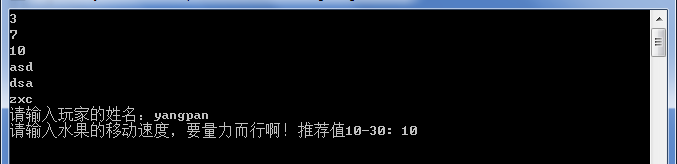 3
7
10
asd
dsa
zxc
请输入玩家的姓名：yangpan
请输入水果的移动速度，要量力而行啊！推荐值10-30：10